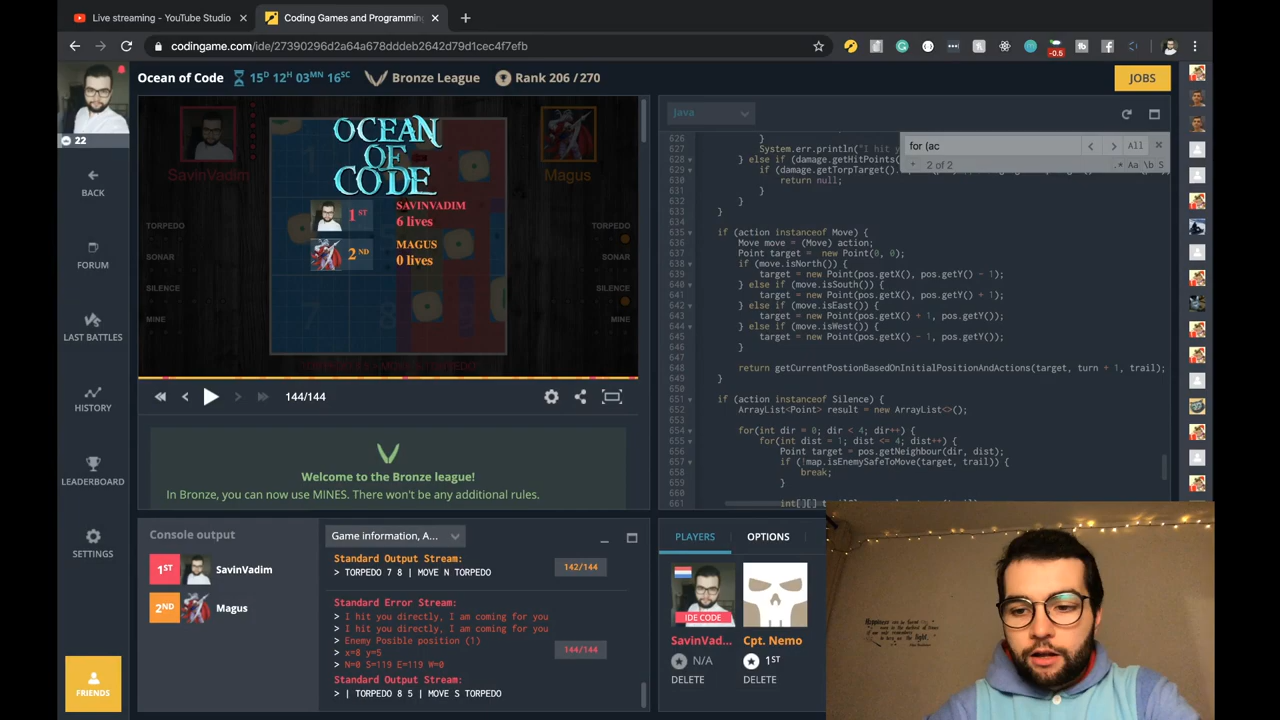 Live streaming - YouTube Studio
Coding Games and Programming
codingame.com/ide/27390296d2a64a678dddeb2642d79d1cec4f7efb
-0.5
Ocean of Code
15D 12H 03MN 16SC
Bronze League
Rank 206 / 270
JOBS
22
BACK
FORUM
LAST BATTLES
HISTORY
LEADERBOARD
SETTINGS
FRIENDS
OCEAN
OF
CODE
SavinVadim
Magus
1ST
SAVINVADIM
6 lives
2ND
MAGUS
0 lives
TORPEDO
SONAR
SILENCE
MINE
TORPEDO
SONAR
SILENCE
MINE
1
7
8
144/144
Welcome to the Bronze league!
In Bronze, you can now use MINES. There won't be any additional rules.
Java
for (ac
All
2 of 2
.* Aa \b S
626 }
627 System.err.println("I hit y
628 } else if (damage.getHitPoints(
629 if (damage.getTorpTarget().
630 return null;
631 }
632 }
633 }
634
635 if (action instanceof Move) {
636 Move move = (Move) action;
637 Point target = new Point(0, 0);
638 if (move.isNorth()) {
639 target = new Point(pos.getX(), pos.getY() - 1);
640 } else if (move.isSouth()) {
641 target = new Point(pos.getX(), pos.getY() + 1);
642 } else if (move.isEast()) {
643 target = new Point(pos.getX() + 1, pos.getY());
644 } else if (move.isWest()) {
645 target = new Point(pos.getX() - 1, pos.getY());
646 }
647
648 return getCurrentPostionBasedOnInitialPositionAndActions(target, turn + 1, trail);
649 }
650
651 if (action instanceof Silence) {
652 ArrayList<Point> result = new ArrayList<>();
653
654 for(int dir = 0; dir < 4; dir++) {
655 for(int dist = 1; dist <= 4; dist++) {
656 Point target = pos.getNeighbour(dir, dist);
657 if (!map.isEnemySafeToMove(target, trail)) {
658 break;
659 }
660
661 int[][]
Console output
1ST
SavinVadim
2ND
Magus
Game information, A...
Standard Output Stream:
> TORPEDO 7 8 | MOVE N TORPEDO
142/144
Standard Error Stream:
> I hit you directly, I am coming for you
> I hit you directly, I am coming for you
> Enemy Posible position (1)
> x=8 y=5
> N=0 S=119 E=119 W=0
144/144
Standard Output Stream:
> | TORPEDO 8 5 | MOVE S TORPEDO
PLAYERS
OPTIONS
IDE CODE
SavinVad...
N/A
DELETE
Cpt. Nemo
1ST
DELETE